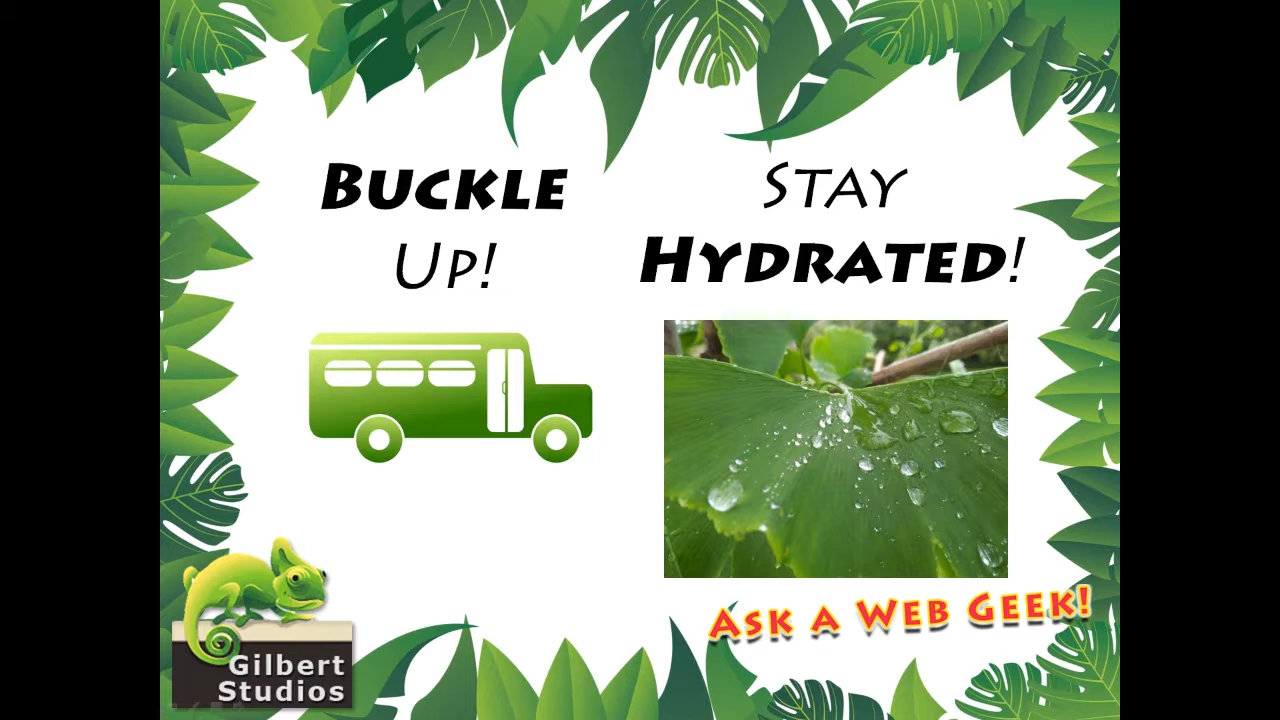 Buckle
Up!
Stay
Hydrated!
Ask a Web Geek!
Gilbert
Studios